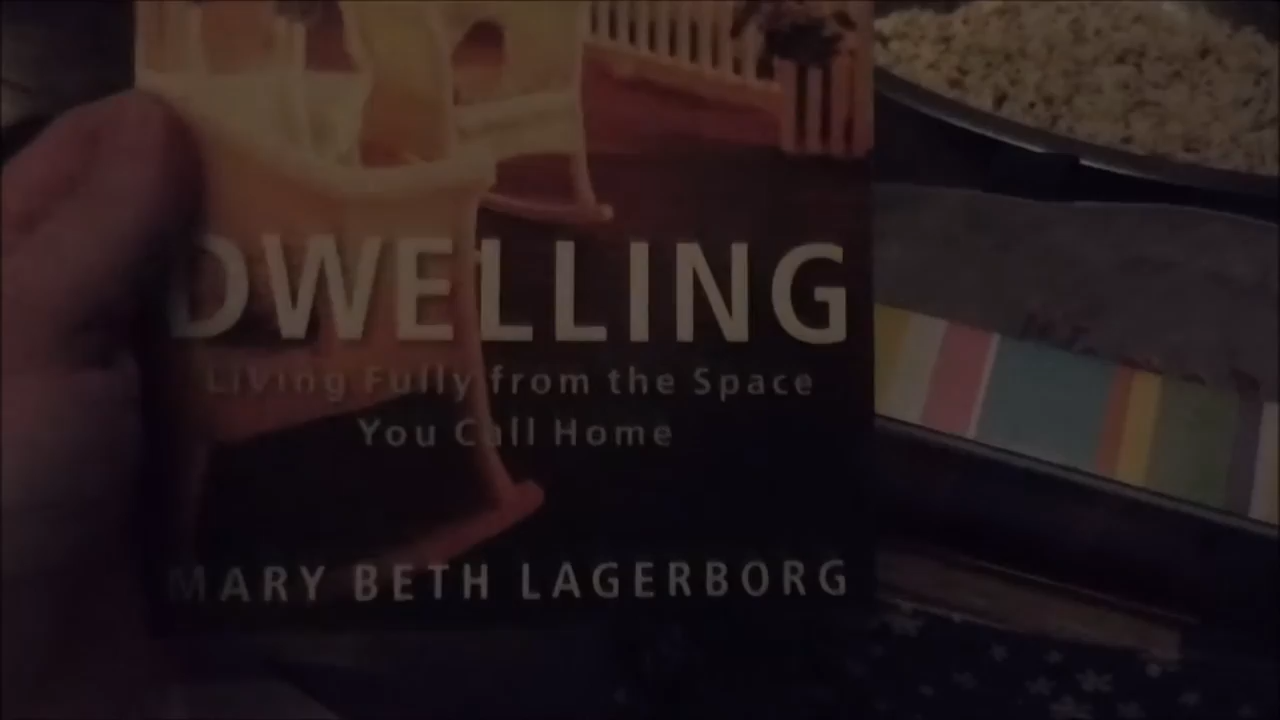 DWELLING
Living Fully from the Space
You Call Home
MARY BETH LAGERBORG